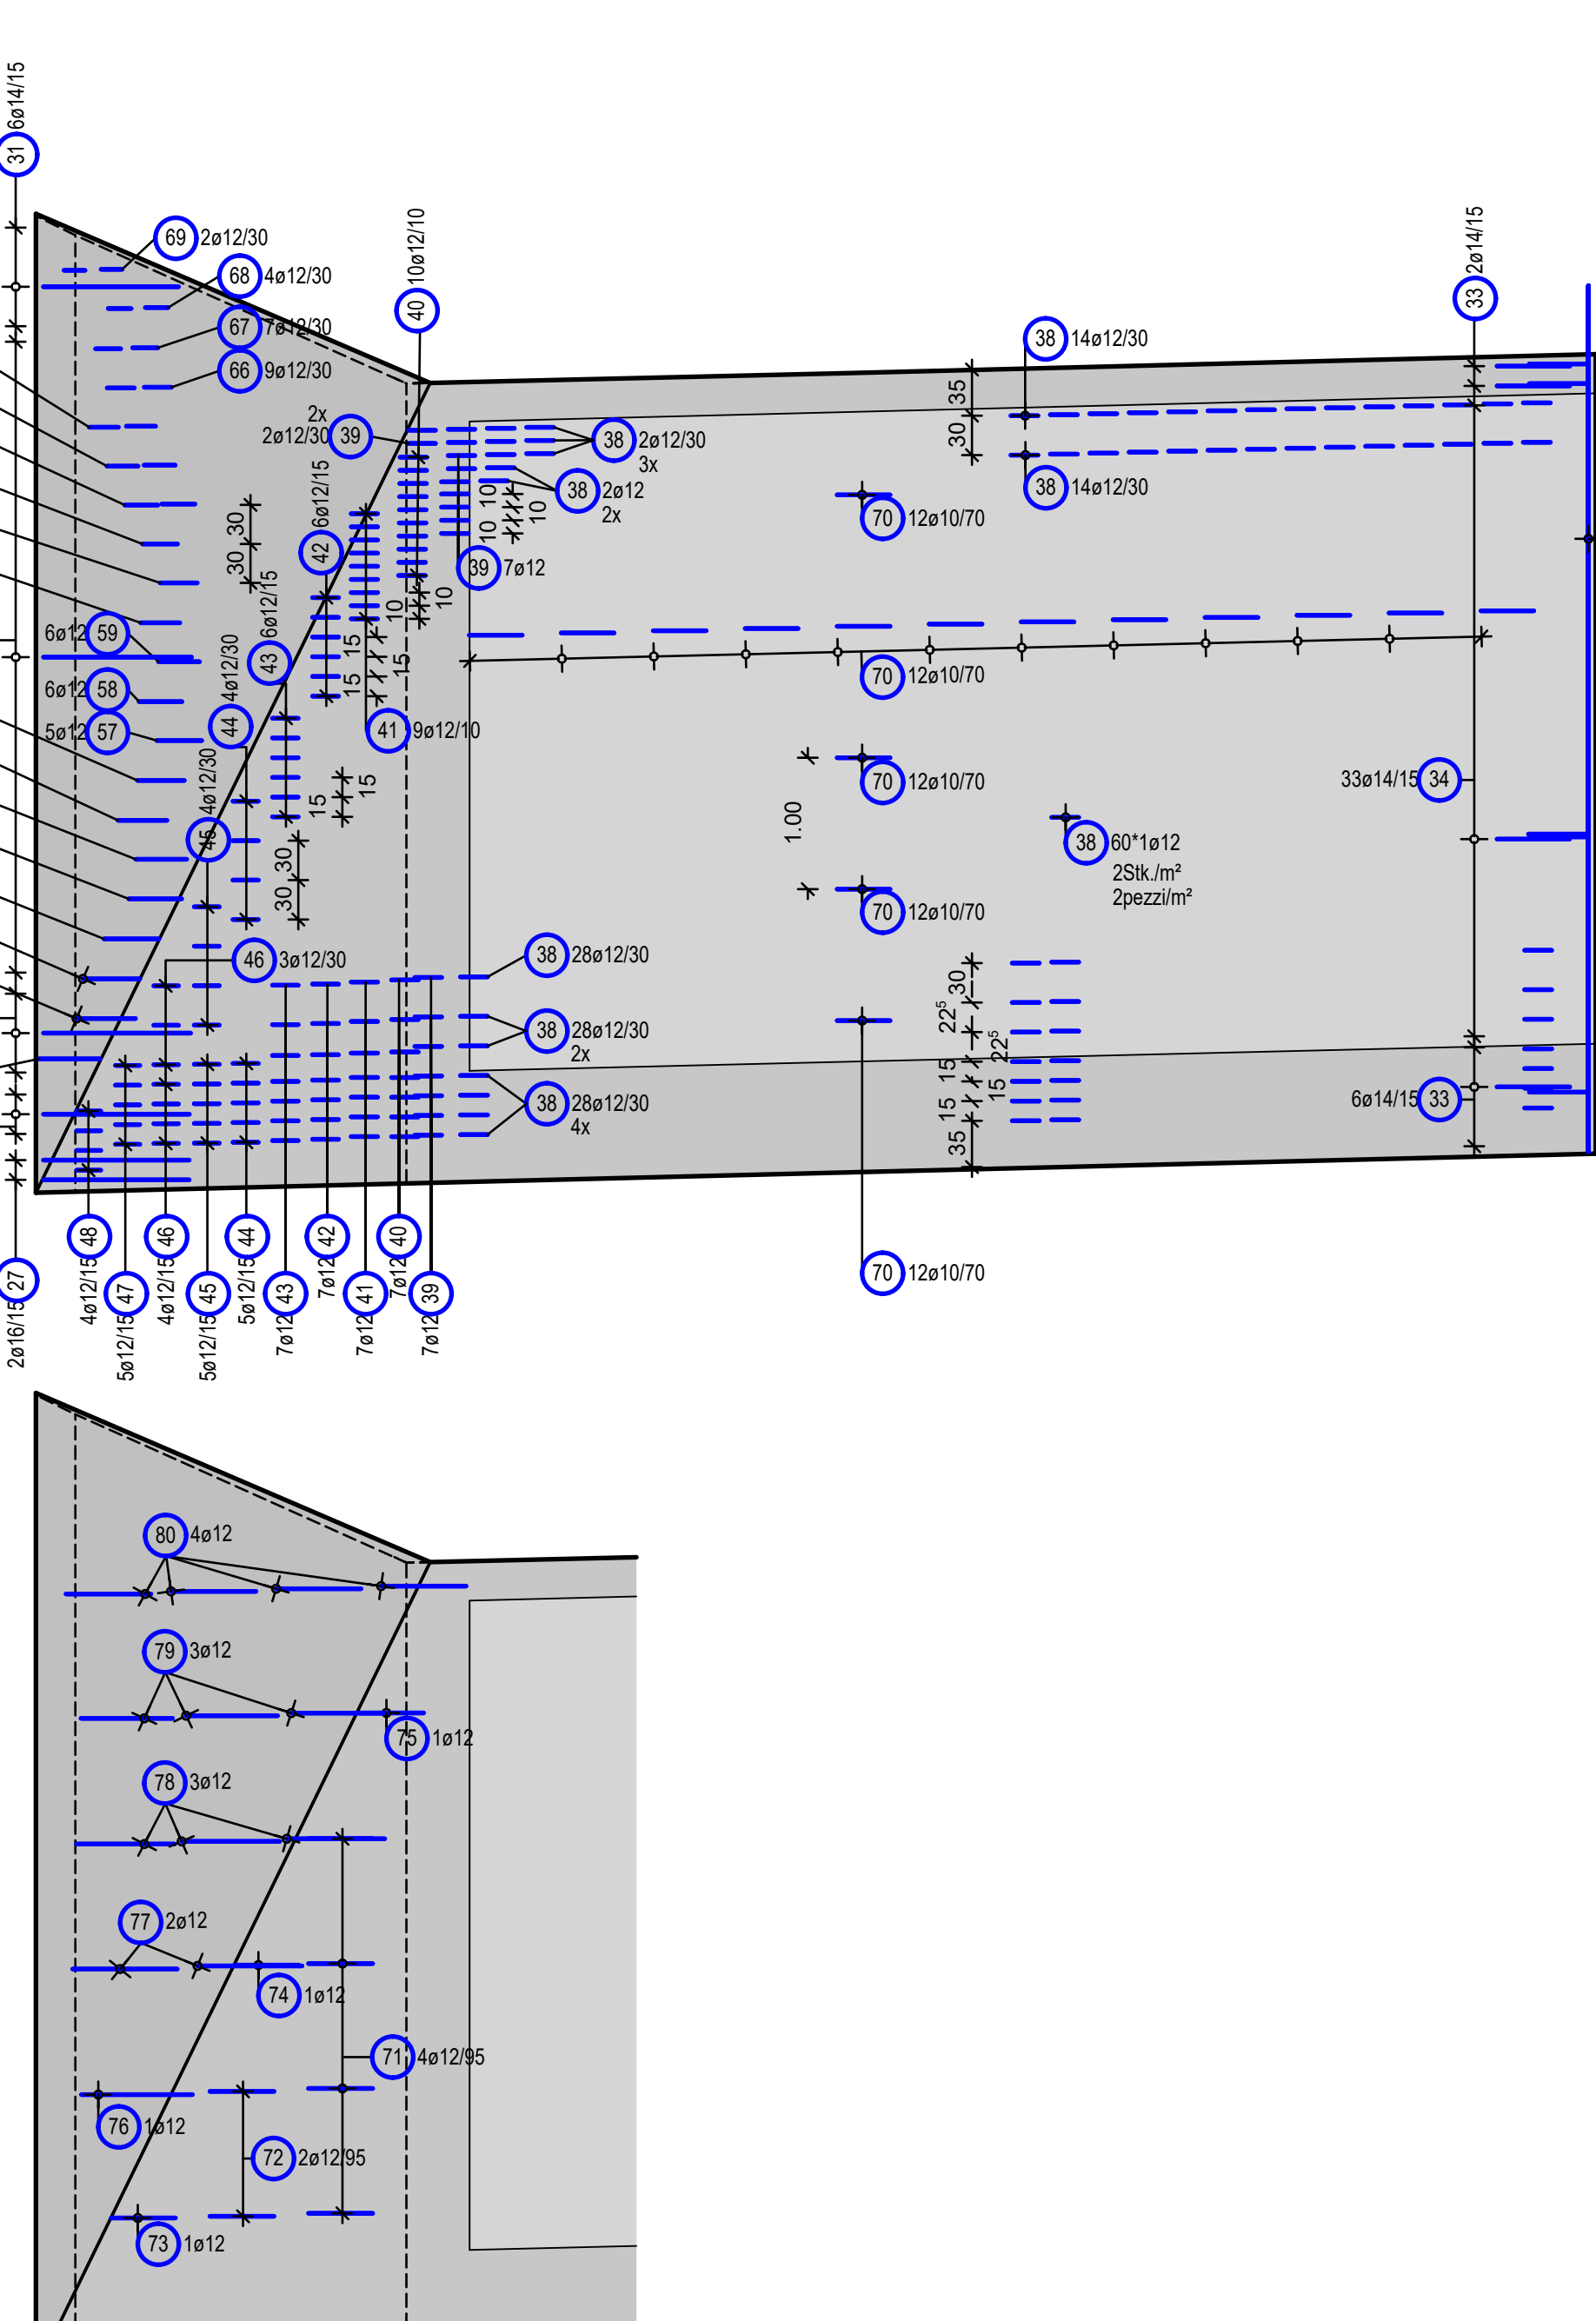 31 6ø14/15
69 2ø12/30
68 4ø12/30
67 7ø12/30
66 9ø12/30
40 10ø12/10
33 2ø14/15
38 14ø12/30
35
30
2x
2ø12/30 39
38 2ø12/30
3x
38 2ø12
2x
38 14ø12/30
10
10
10
39 7ø12
70 12ø10/70
42 6ø12/15
30
30
43 6ø12/15
10
10
6ø12 59
15
15
15
44 4ø12/30
6ø12 58
5ø12 57
70 12ø10/70
41 9ø12/10
45 4ø12/30
15
15
70 12ø10/70
1.00
33ø14/15 34
38 60*1ø12
2Stk./m²
2pezzi/m²
30
30
70 12ø10/70
46 3ø12/30
38 28ø12/30
30
22⁵
22⁵
38 28ø12/30
2x
15
15
15
35
38 28ø12/30
4x
6ø14/15 33
2ø16/15 27
4ø12/15 48
5ø12/15 47
4ø12/15 46
5ø12/15 45
5ø12/15 44
7ø12 43
7ø12 42
7ø12 41
7ø12 40
7ø12 39
70 12ø10/70
80 4ø12
79 3ø12
75 1ø12
78 3ø12
77 2ø12
74 1ø12
71 4ø12/95
76 1ø12
72 2ø12/95
73 1ø12